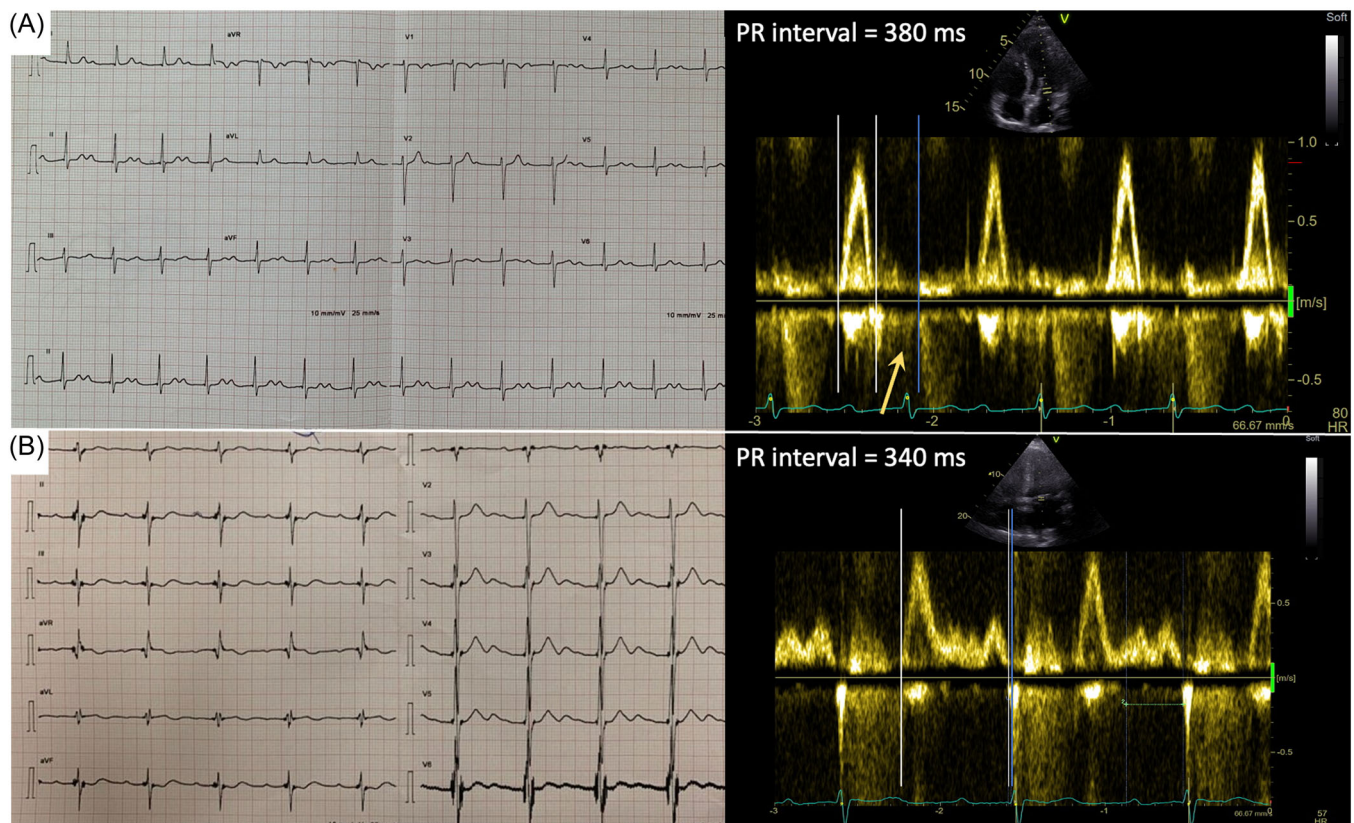 (A)
I
aVR
V1
V4
II
aVL
V2
V5
III
aVF
V3
V6
10 mm/mV 25 mm/s
10 mm/mV 25 mm
II
PR interval = 380 ms
V
Soft
5
10
15
1.0
0.5
[m/s]
-0.5
-2
-1
0
80
66.67 mm/s
HR
(B)
II
III
aVR
aVL
aVF
V2
V3
V4
V5
V6
PR interval = 340 ms
V
Soft
10
20
0.5
[m/s]
-0.5
-3
-2
-1
0
66.67 mm/s
57
HR